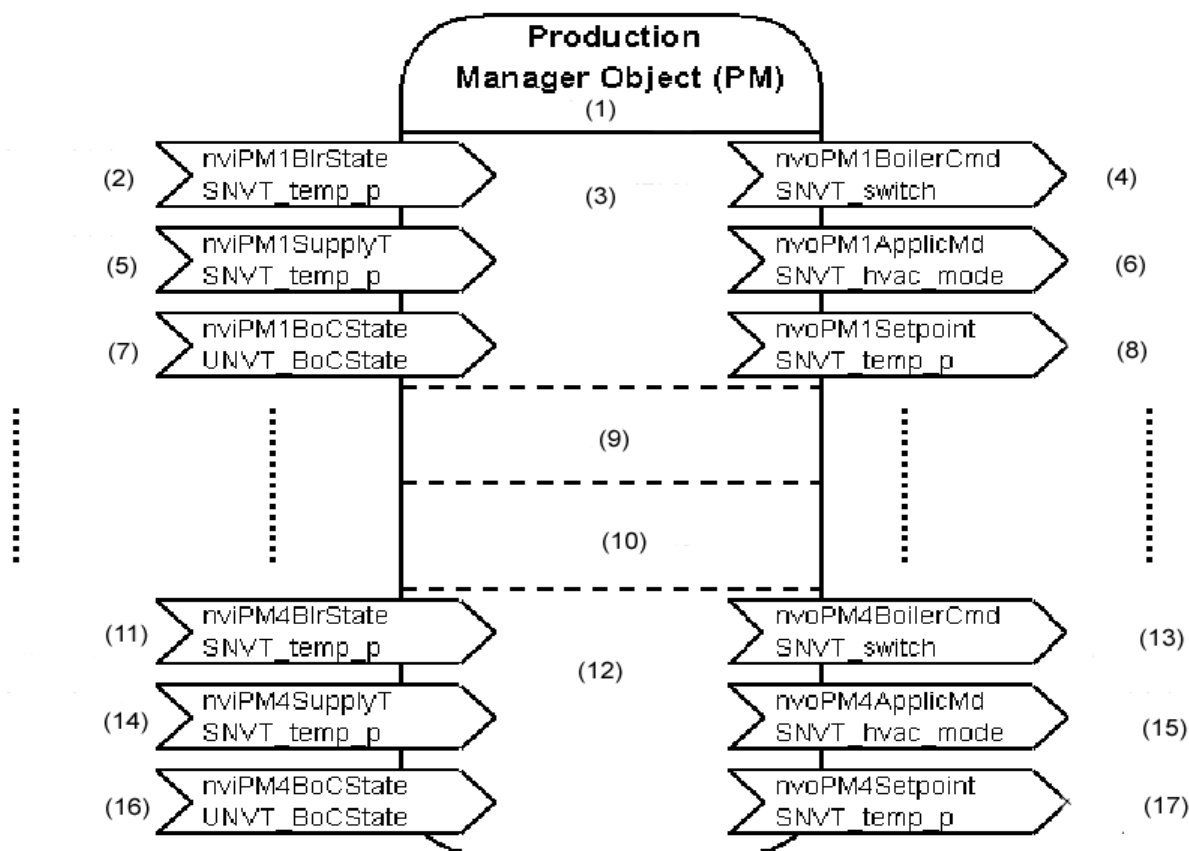 Production
Manager Object (PM)
(1)
nviPM1BlrState
SNVT_temp_p
(2)
(3)
nvoPM1BoilerCmd
SNVT_switch
(4)
nviPM1SupplyT
SNVT_temp_p
(5)
nvoPM1ApplicMd
SNVT_hvac_mode
(6)
nviPM1BoCState
UNVT_BoCState
(7)
nvoPM1Setpoint
SNVT_temp_p
(8)
(9)
(10)
nviPM4BlrState
SNVT_temp_p
(11)
(12)
nvoPM4BoilerCmd
SNVT_switch
(13)
nviPM4SupplyT
SNVT_temp_p
(14)
nvoPM4ApplicMd
SNVT_hvac_mode
(15)
nviPM4BoCState
UNVT_BoCState
(16)
nvoPM4Setpoint
SNVT_temp_p
(17)